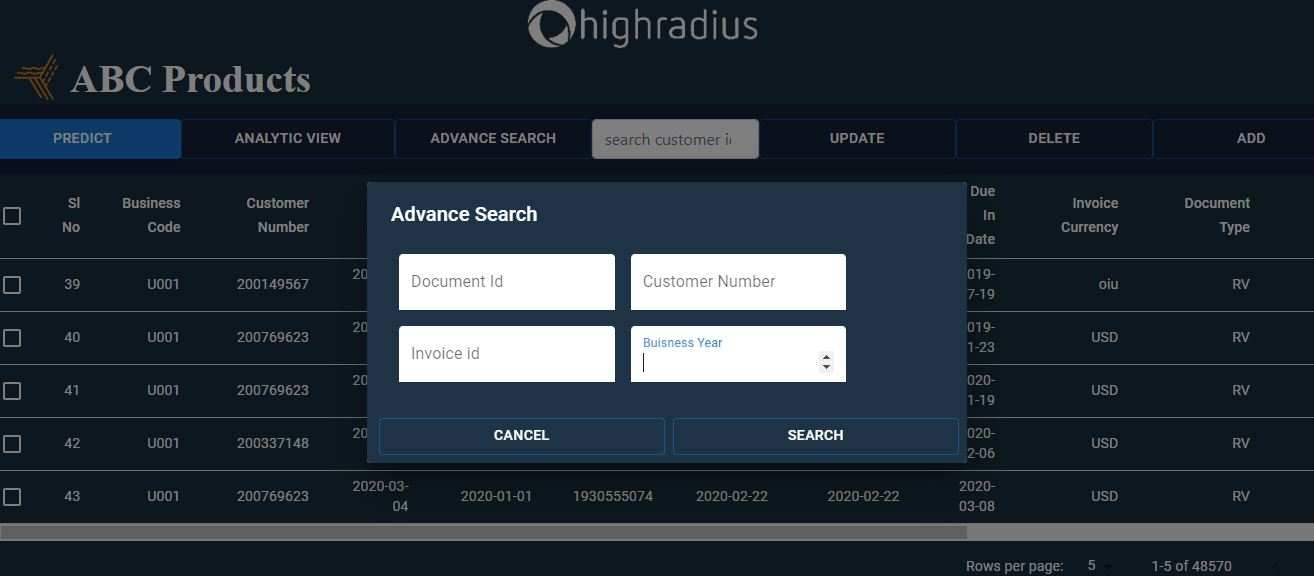 highradius
ABC Products
PREDICT ANALYTIC VIEW ADVANCE SEARCH search customer UPDATE DELETE ADD
Sl No Business Code Customer Number Due In Date Invoice Currency Document Type
Advance Search
Document Id Customer Number
Invoice id Buisness Year
CANCEL SEARCH
39 U001 200149567 20 019-7-19 oiu RV
40 U001 200769623 20 019-1-23 USD RV
41 U001 200769623 20 020-1-19 USD RV
42 U001 200337148 20 020-2-06 USD RV
43 U001 200769623 2020-03-04 2020-01-01 1930555074 2020-02-22 2020-02-22 2020-03-08 USD RV
Rows per page: 5 1-5 of 48570